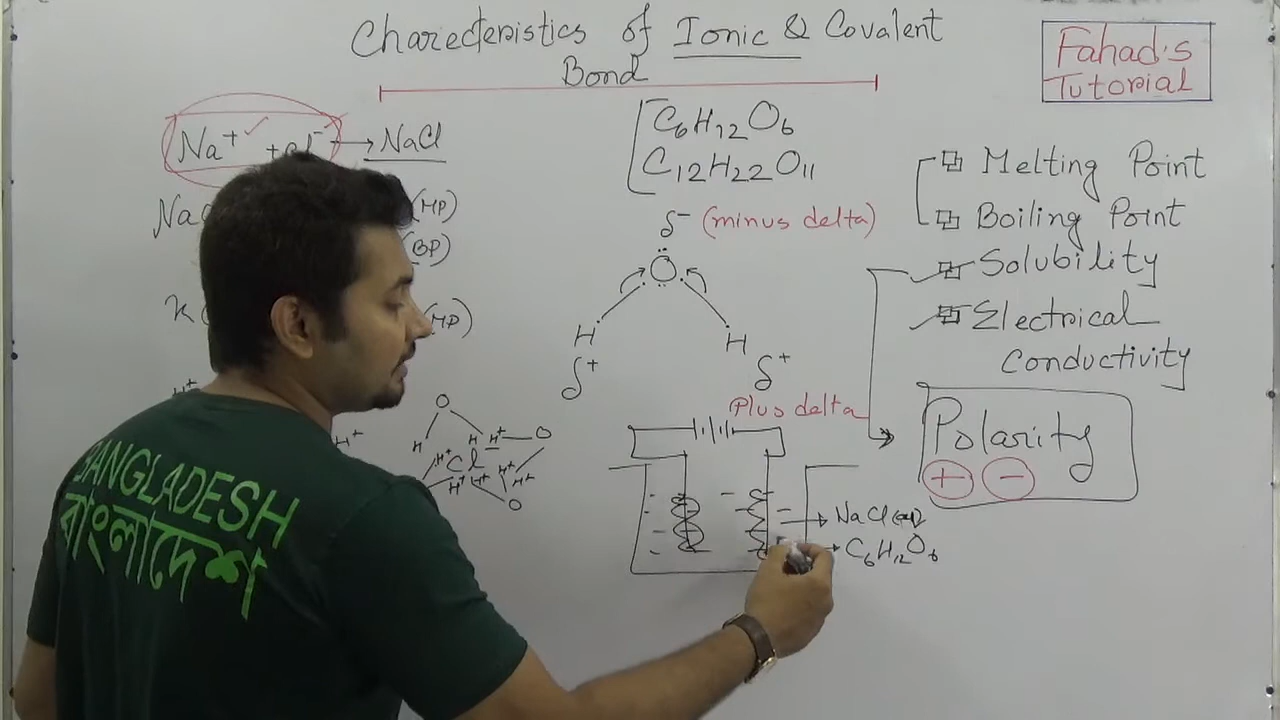 Charecteristics of Ionic & Covalent
Bond
Fahad's
Tutorial
Na⁺ + Cl⁻ → NaCl
C₆H₁₂O₆
C₁₂H₂₂O₁₁
Melting Point
Boiling Point
Solubility
Electrical
Conductivity
(MP)
(BP)
(MP)
δ⁻ (minus delta)
Ö
H H
δ⁺ δ⁺
Plus delta
Polarity
+ −
H⁺
H⁺
O
H H H⁺ O
H⁺ Cl H⁺
H⁺ H⁺ H⁺
O
NaCl (aq)
C₆H₁₂O₆
BANGLADESH
বাংলাদেশ